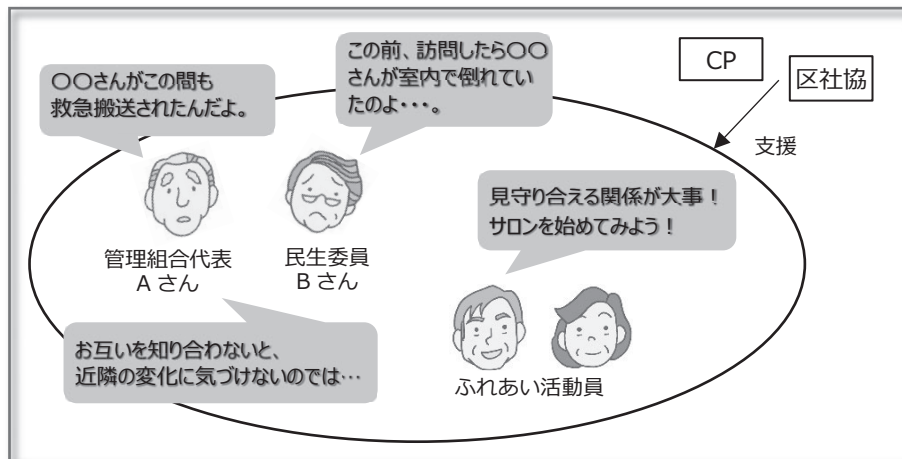 〇〇さんがこの間も
救急搬送されたんだよ。
この前、訪問したら〇〇
さんが室内で倒れてい
たのよ・・・。
CP
区社協
支援
見守り合える関係が大事！
サロンを始めてみよう！
管理組合代表
A さん
民生委員
B さん
お互いを知り合わないと、
近隣の変化に気づけないのでは…
ふれあい活動員